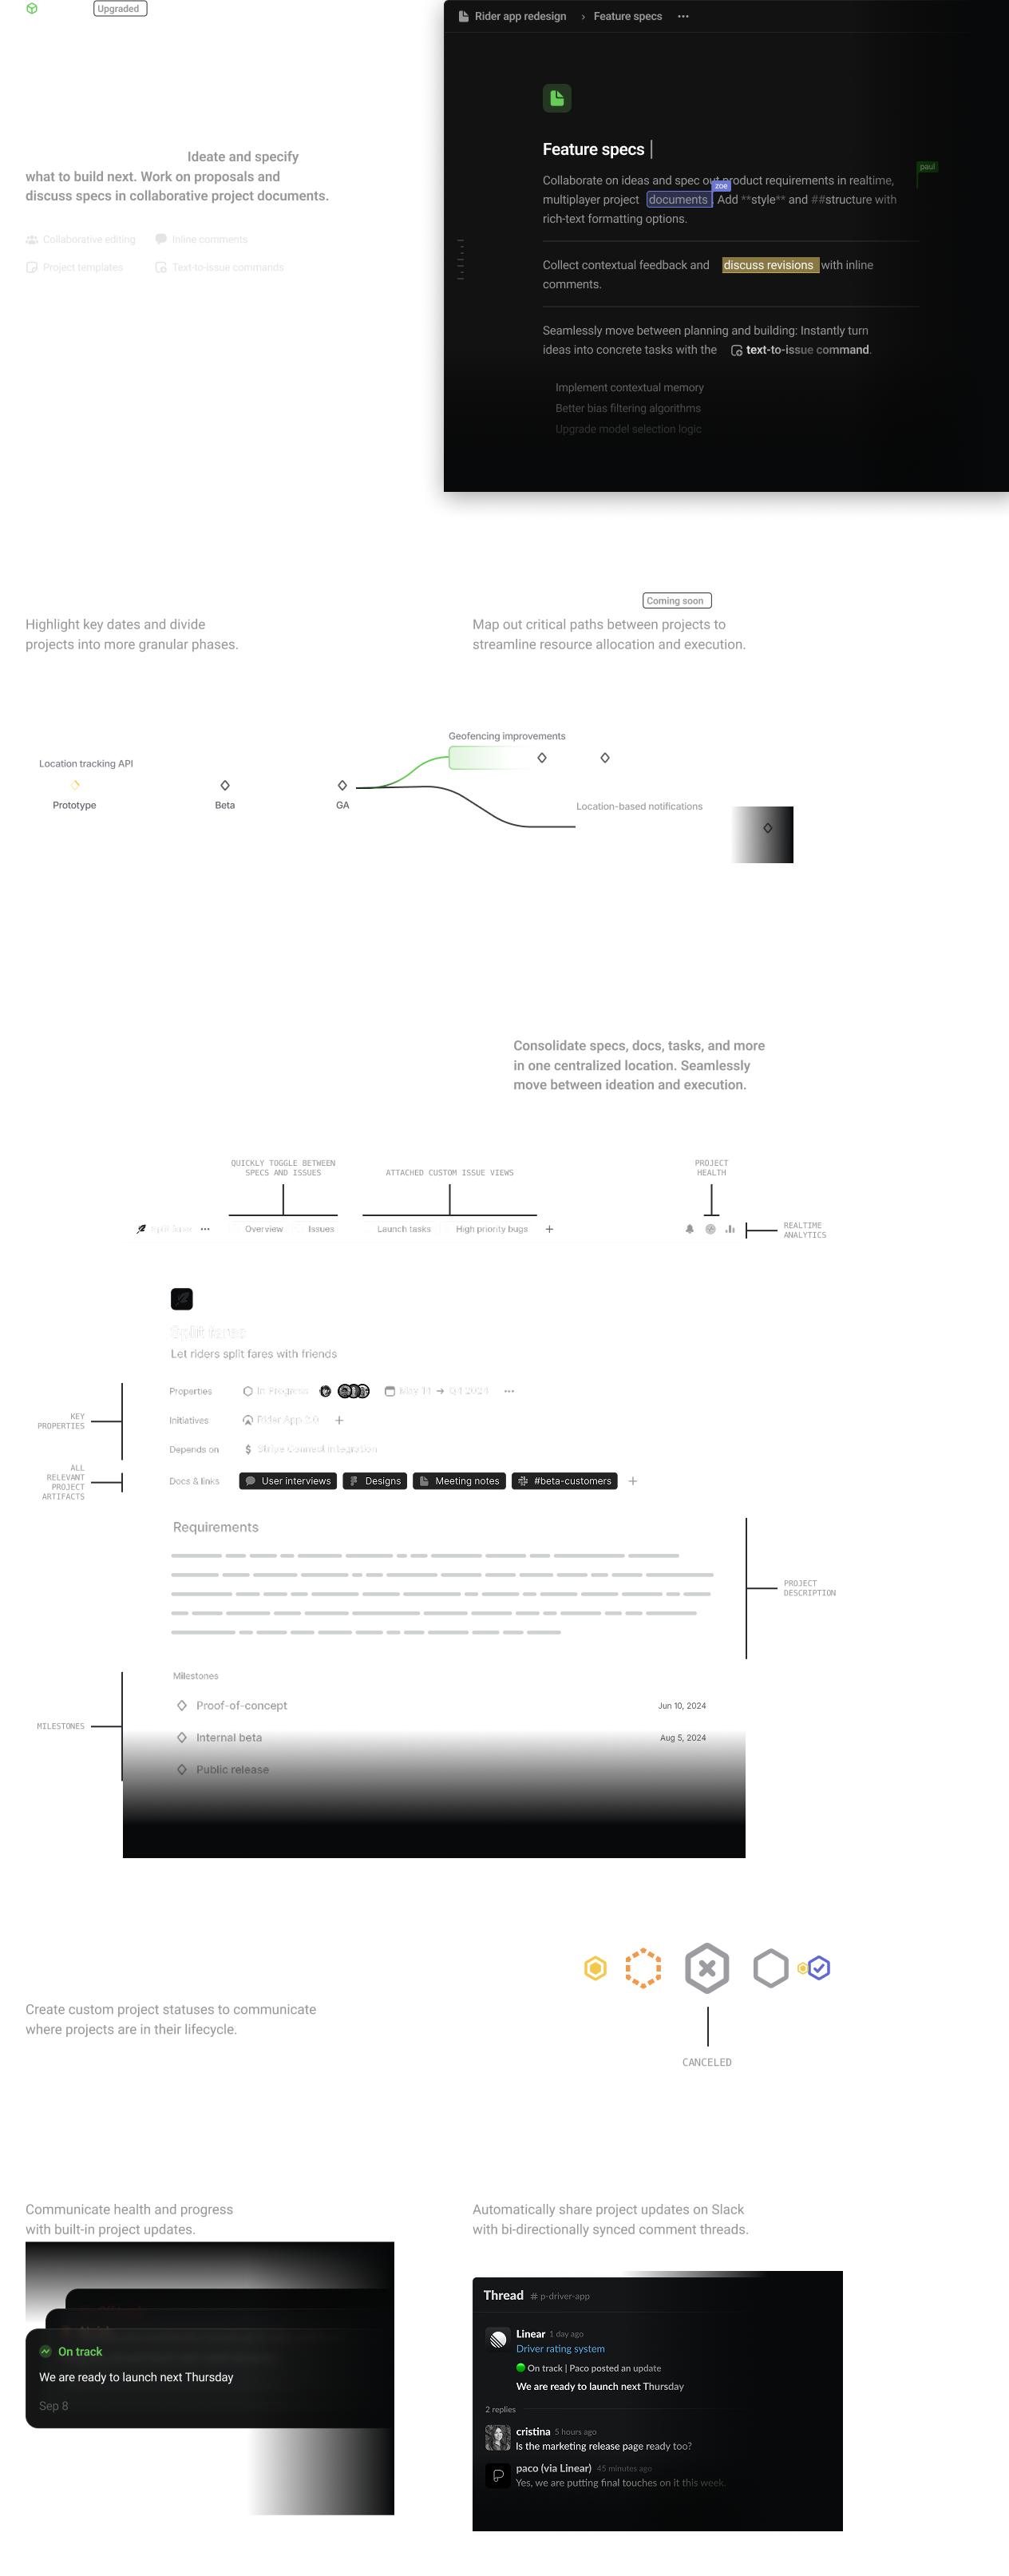 Upgraded
Rider app redesign › Feature specs
Ideate and specify
what to build next. Work on proposals and
discuss specs in collaborative project documents.
Collaborative editing
Inline comments
Project templates
Text-to-issue commands
Feature specs
paul
Collaborate on ideas and spec out product requirements in realtime,
zoe
multiplayer project documents. Add **style** and ##structure with
rich-text formatting options.
Collect contextual feedback and discuss revisions with inline
comments.
Seamlessly move between planning and building: Instantly turn
ideas into concrete tasks with the text-to-issue command.
Implement contextual memory
Better bias filtering algorithms
Upgrade model selection logic
Highlight key dates and divide
projects into more granular phases.
Coming soon
Map out critical paths between projects to
streamline resource allocation and execution.
Location tracking API
Prototype
Beta
GA
Geofencing improvements
Location-based notifications
Consolidate specs, docs, tasks, and more
in one centralized location. Seamlessly
move between ideation and execution.
QUICKLY TOGGLE BETWEEN
SPECS AND ISSUES
ATTACHED CUSTOM ISSUE VIEWS
PROJECT
HEALTH
Split fares
Overview
Issues
Launch tasks
High priority bugs
REALTIME
ANALYTICS
Split fares
Let riders split fares with friends
KEY
PROPERTIES
Properties In Progress May 14 → Q4 2024
Initiatives Rider App 2.0
Depends on Stripe Connect integration
ALL
RELEVANT
PROJECT
ARTIFACTS
Docs & links User interviews Designs Meeting notes #beta-customers
Requirements
PROJECT
DESCRIPTION
MILESTONES
Milestones
Proof-of-concept Jun 10, 2024
Internal beta Aug 5, 2024
Public release
Create custom project statuses to communicate
where projects are in their lifecycle.
CANCELED
Communicate health and progress
with built-in project updates.
On track
We are ready to launch next Thursday
Sep 8
Automatically share project updates on Slack
with bi-directionally synced comment threads.
Thread # p-driver-app
Linear 1 day ago
Driver rating system
On track | Paco posted an update
We are ready to launch next Thursday
2 replies
cristina 5 hours ago
Is the marketing release page ready too?
paco (via Linear) 45 minutes ago
Yes, we are putting final touches on it this week.